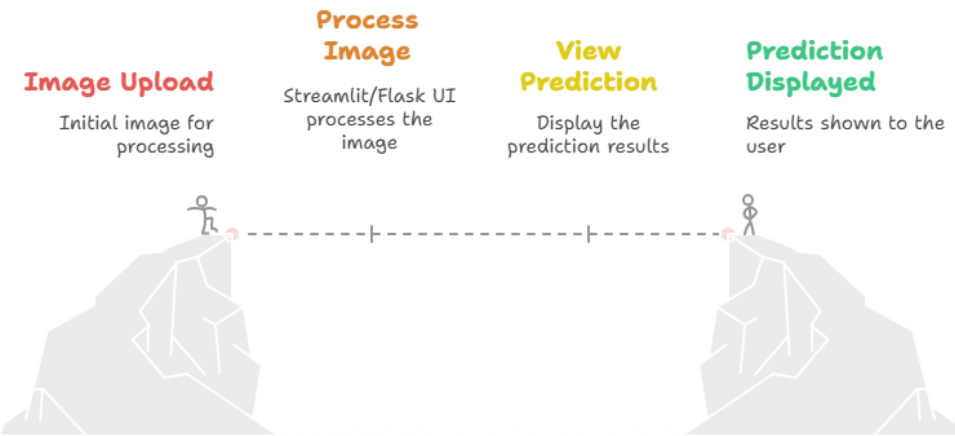 Image Upload
Initial image for
processing
Process
Image
Streamlit/Flask UI
processes the
image
View
Prediction
Display the
prediction results
Prediction
Displayed
Results shown to the
user